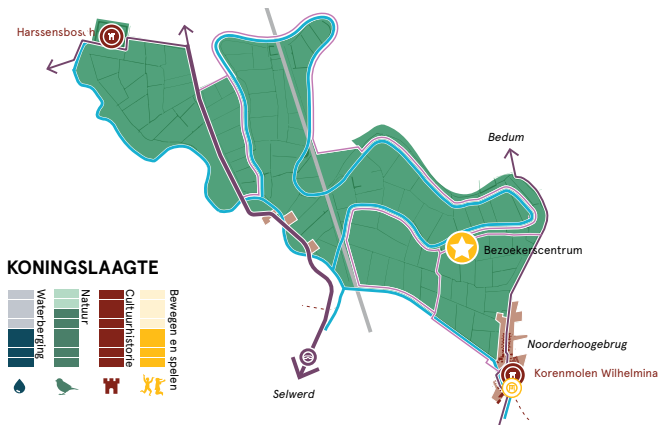 Harssensbosch
Bedum
Bezoekerscentrum
KONINGSLAAGTE
Waterberging
Natuur
Cultuurhistorie
Bewegen en spelen
Noorderhoogebrug
Korenmolen Wilhelmina
Selwerd